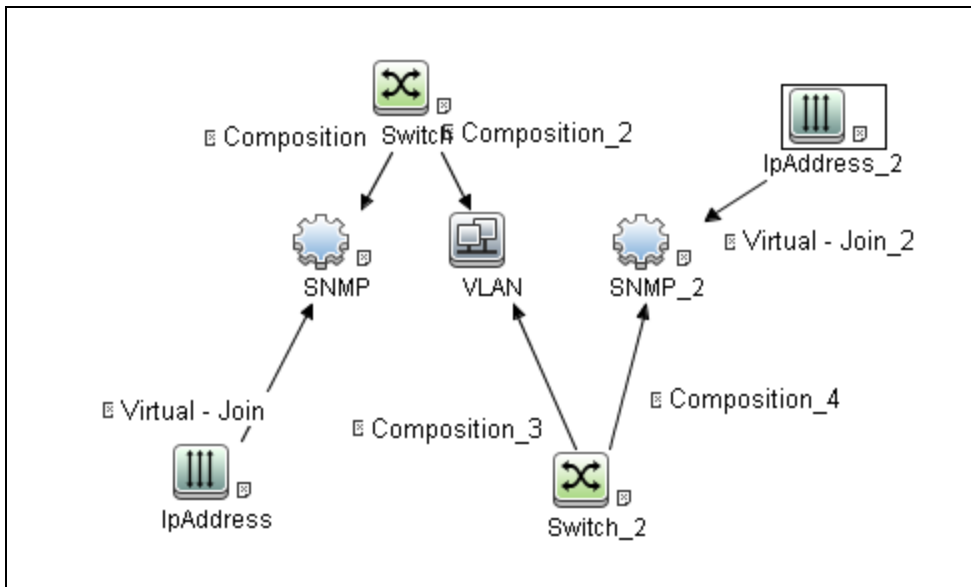 Composition
Switch
Composition_2
IpAddress_2
Virtual - Join_2
SNMP
VLAN
SNMP_2
Virtual - Join
Composition_3
Composition_4
IpAddress
Switch_2